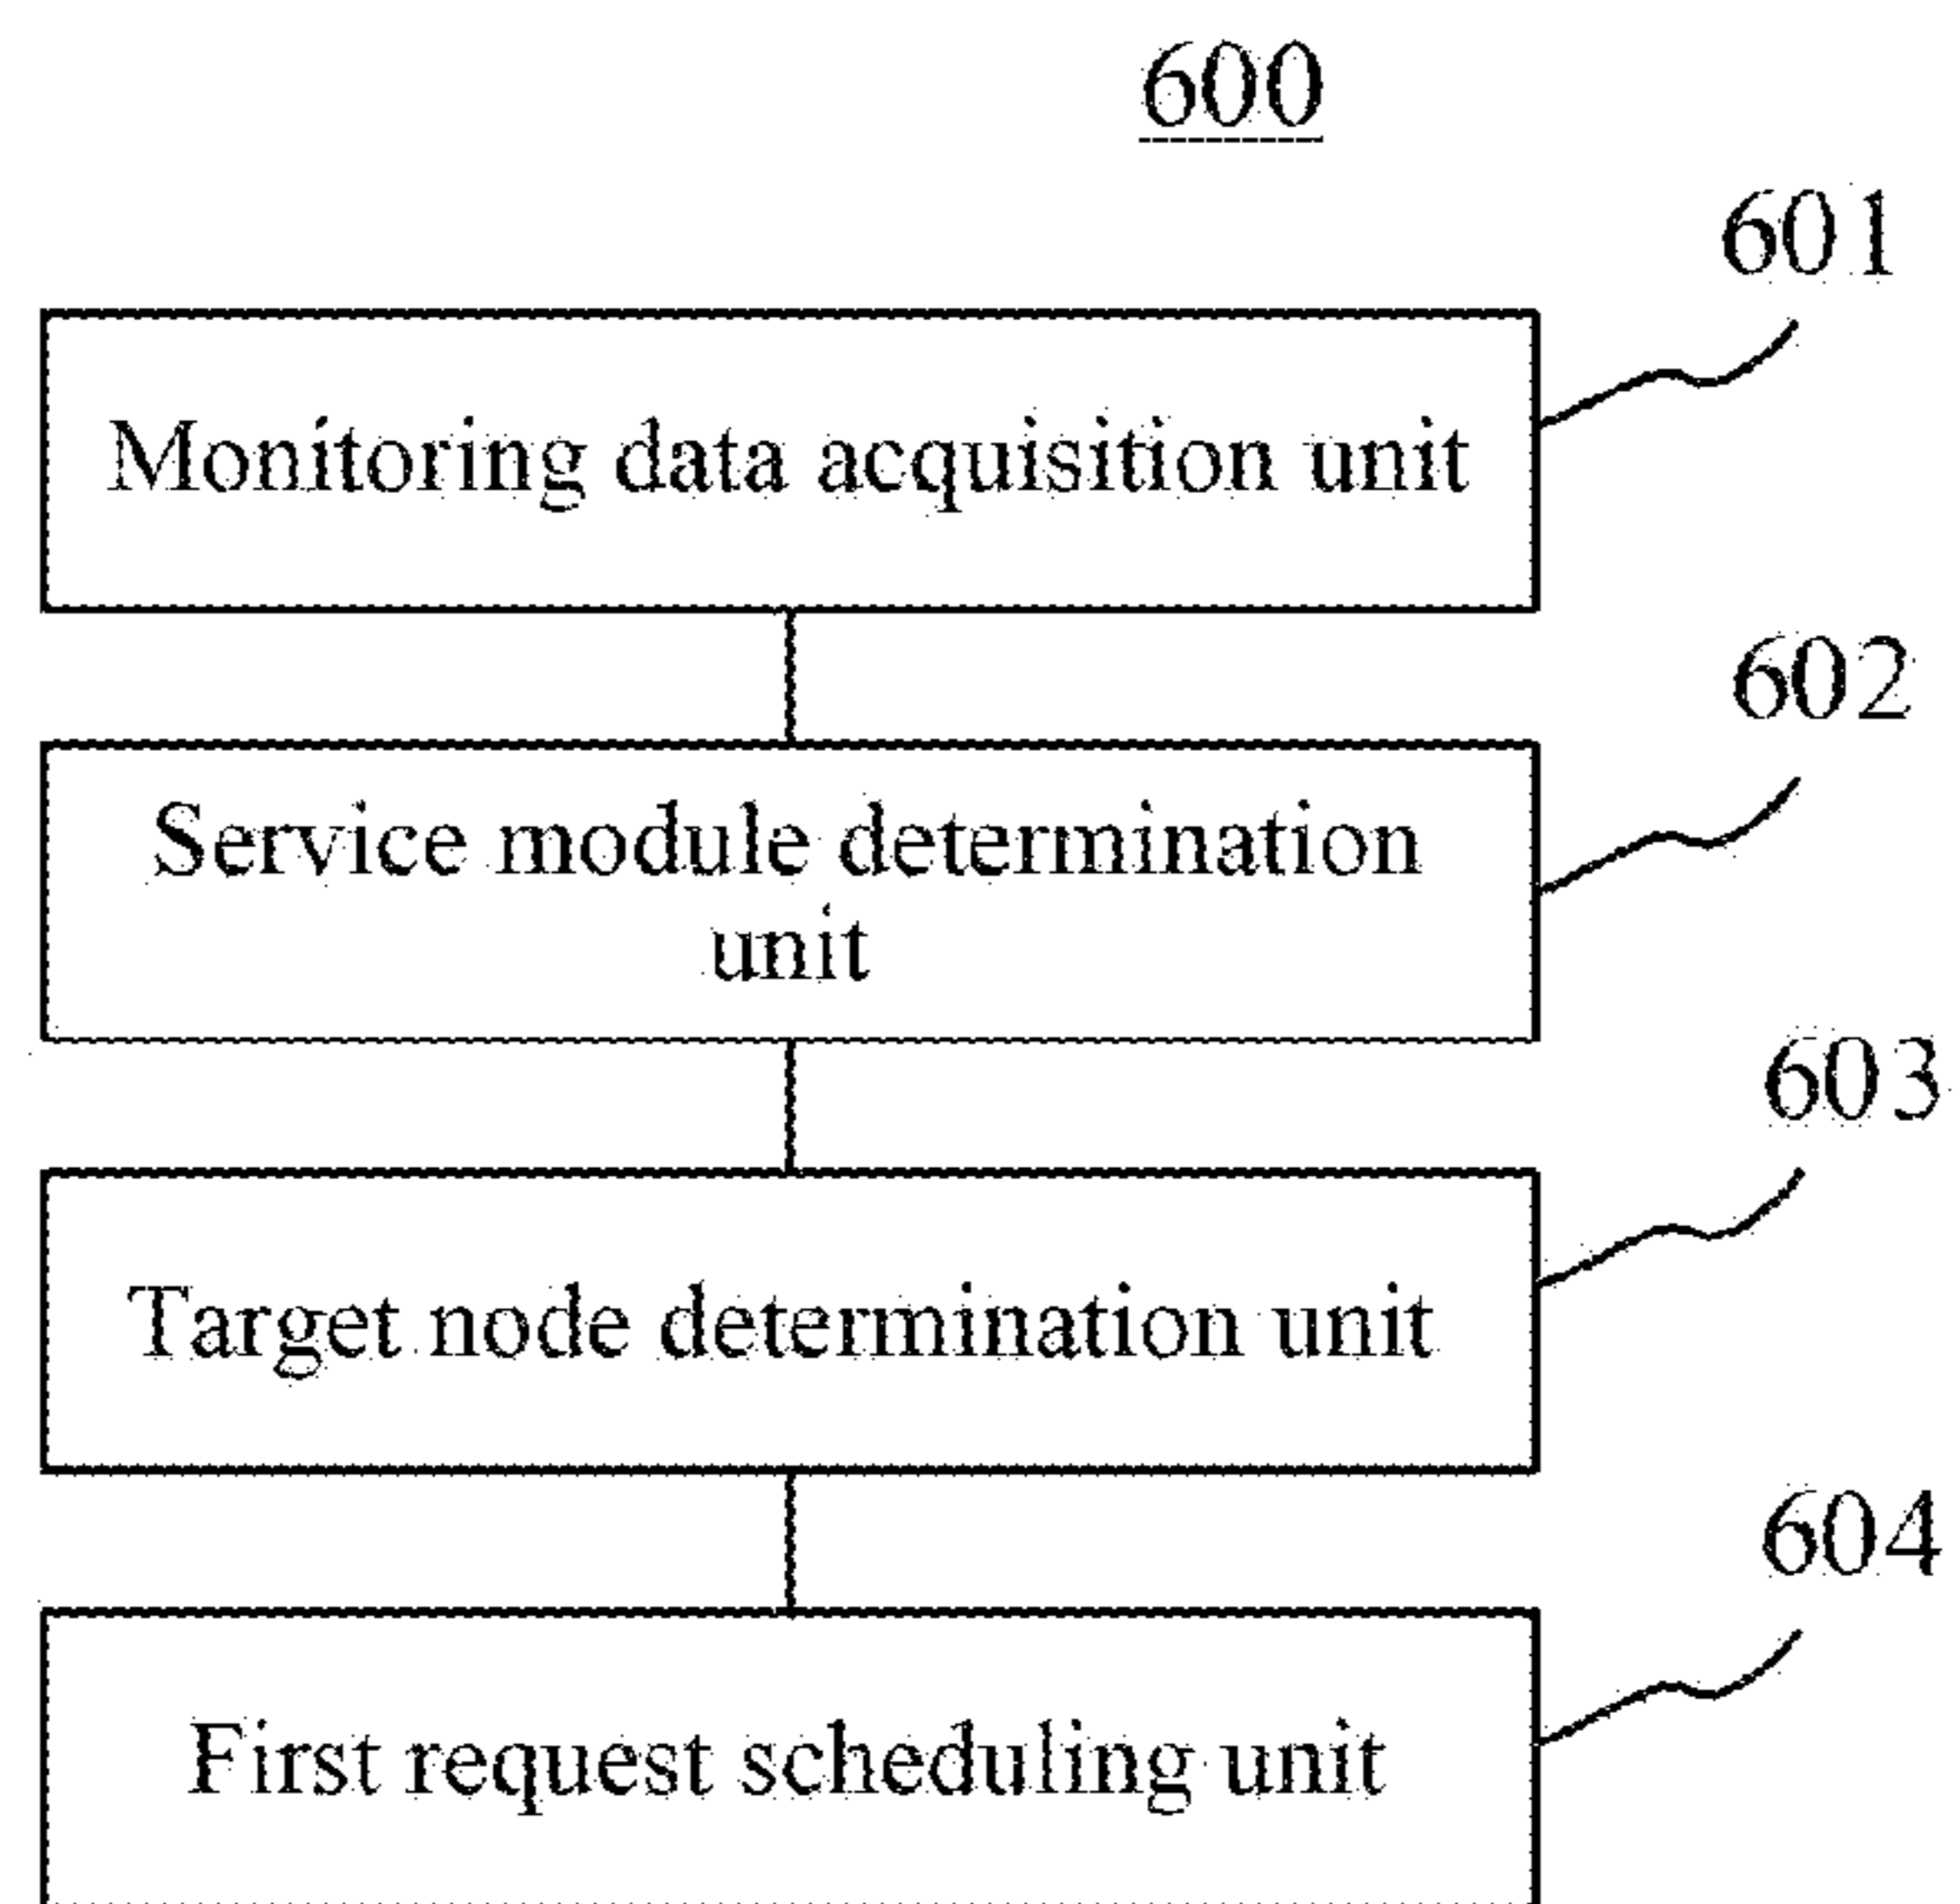 600
601
Monitoring data acquisition unit
602
Service module determination
unit
603
Target node determination unit
604
First request scheduling unit